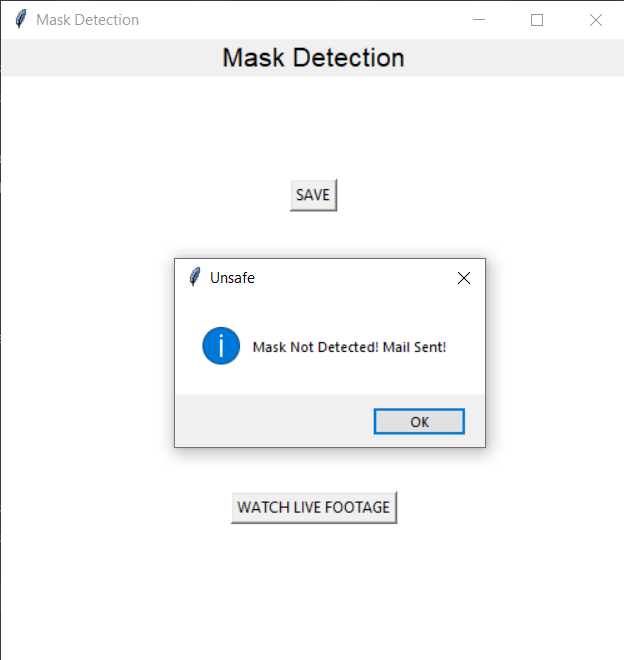 Mask Detection
Mask Detection
SAVE
Unsafe
Mask Not Detected! Mail Sent!
OK
WATCH LIVE FOOTAGE